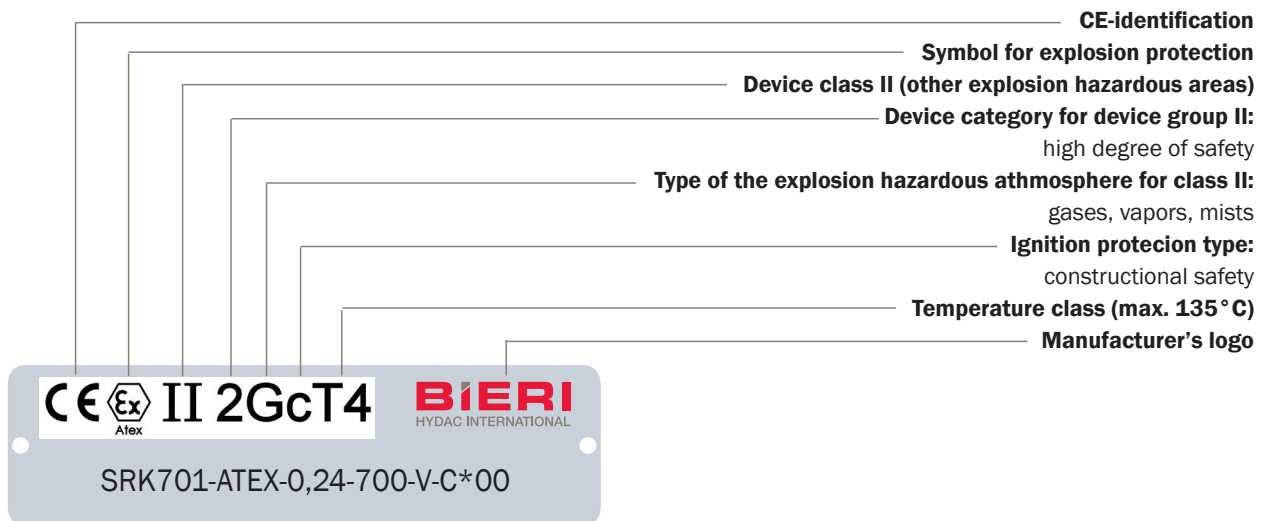 CE-identification
Symbol for explosion protection
Device class II (other explosion hazardous areas)
Device category for device group II:
high degree of safety
Type of the explosion hazardous athmosphere for class II:
gases, vapors, mists
Ignition protecion type:
constructional safety
Temperature class (max. 135°C)
Manufacturer's logo
CE Ex II 2GcT4
Atex
BIERI
HYDAC INTERNATIONAL
SRK701-ATEX-0,24-700-V-C*00